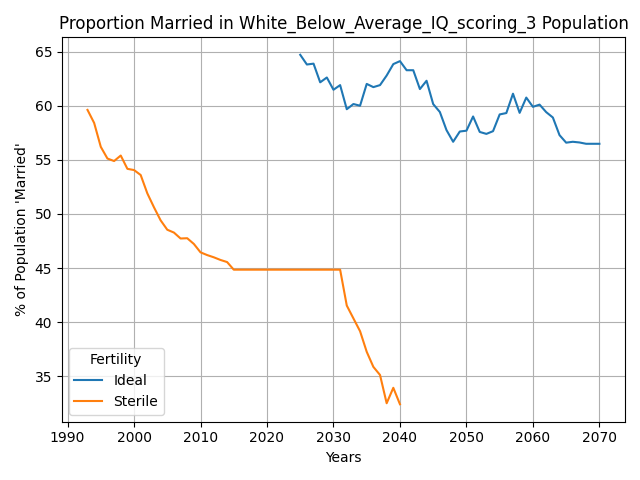 Proportion Married in White_Below_Average_IQ_scoring_3 Population
% of Population 'Married'
65
60
55
50
45
40
35
Fertility
Ideal
Sterile
1990 2000 2010 2020 2030 2040 2050 2060 2070
Years